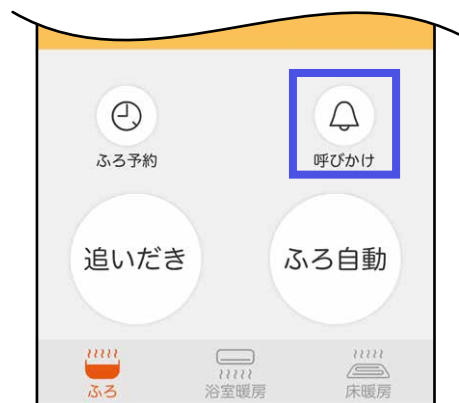 ふろ予約
呼びかけ
追いだき
ふろ自動
ふろ
浴室暖房
床暖房